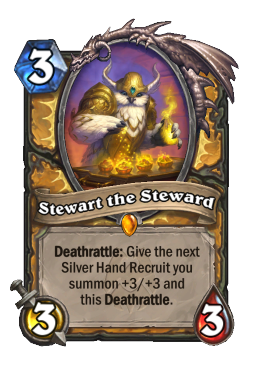 3
Stewart the Steward
Deathrattle: Give the next
Silver Hand Recruit you
summon +3/+3 and
this Deathrattle.
3
3